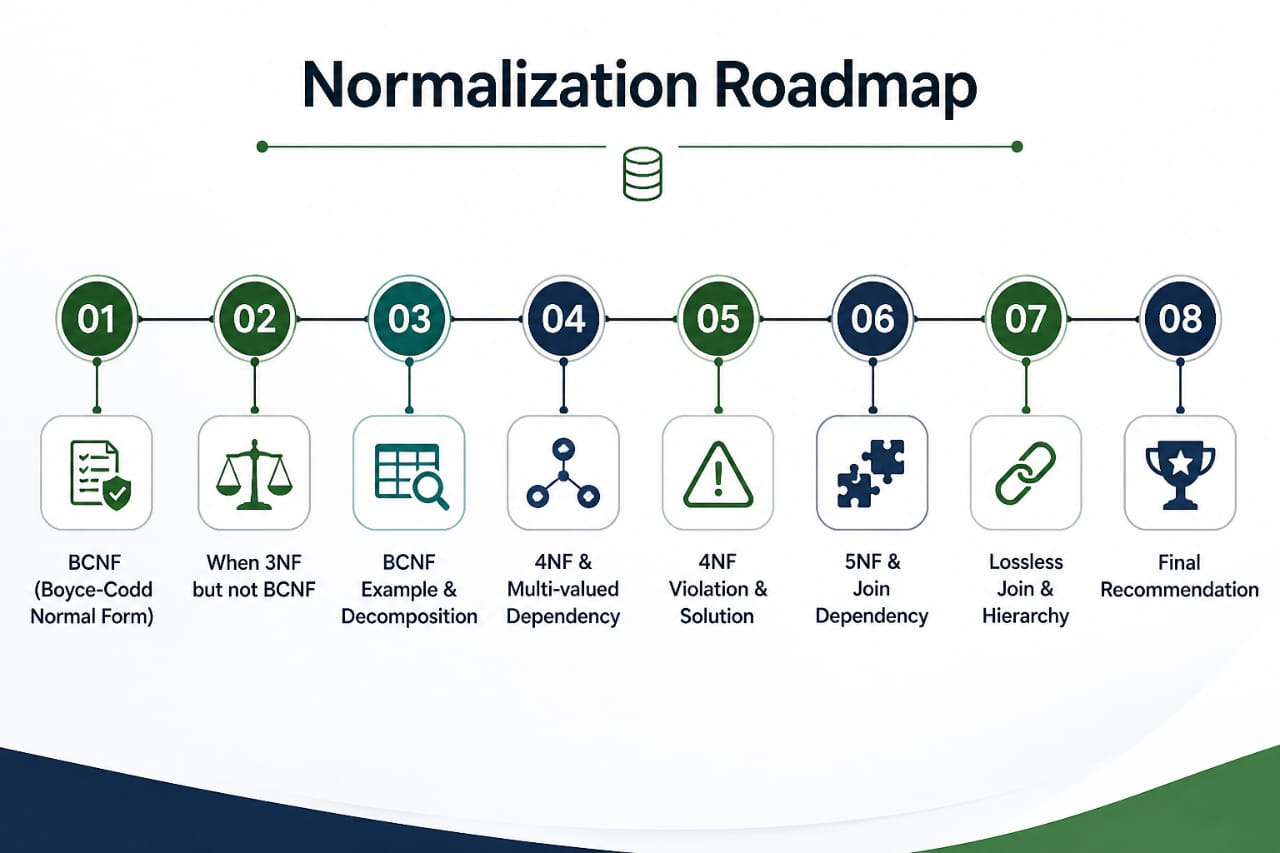 Normalization Roadmap
01
02
03
04
05
06
07
08
BCNF
(Boyce-Codd
Normal Form)
When 3NF
but not BCNF
BCNF
Example &
Decomposition
4NF &
Multi-valued
Dependency
4NF
Violation &
Solution
5NF &
Join
Dependency
Lossless
Join &
Hierarchy
Final
Recommendation